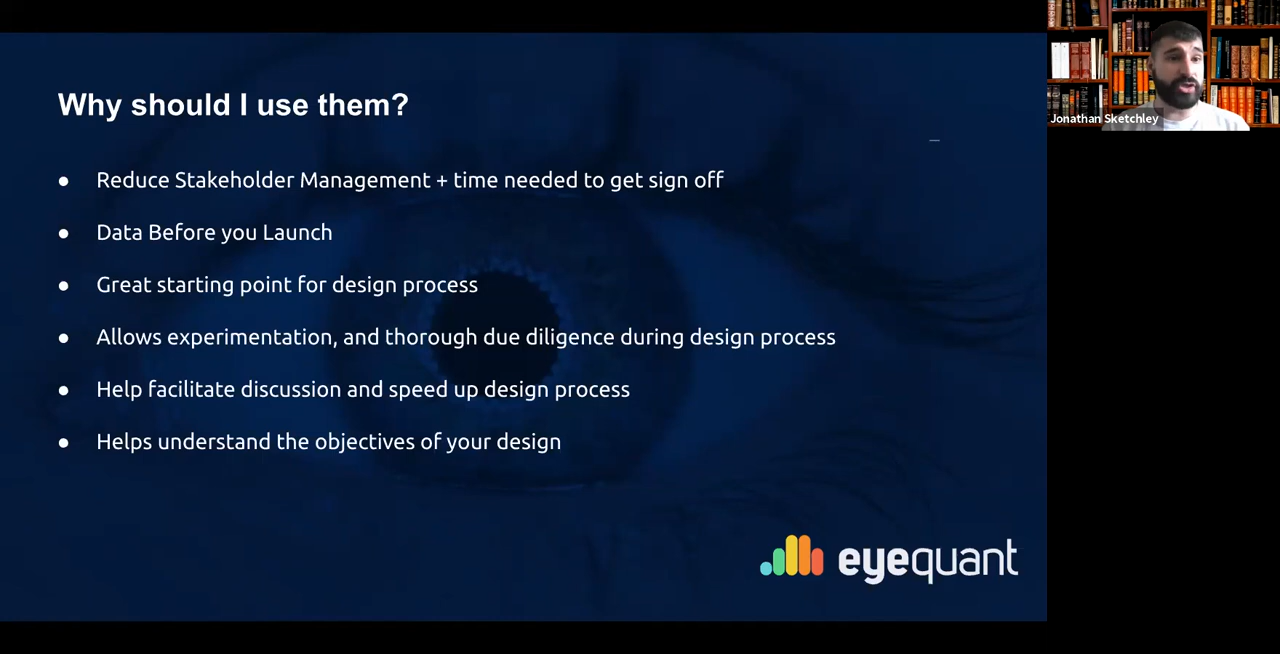 Why should I use them?
Reduce Stakeholder Management + time needed to get sign off
Data Before you Launch
Great starting point for design process
Allows experimentation, and thorough due diligence during design process
Help facilitate discussion and speed up design process
Helps understand the objectives of your design
eyequant
Jonathan Sketchley